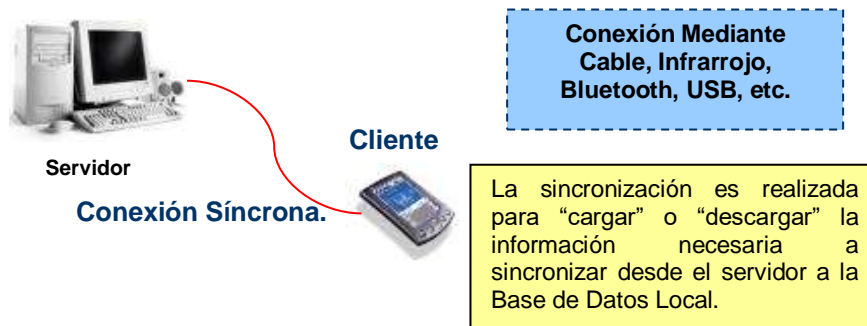 Conexión Mediante
Cable, Infrarrojo,
Bluetooth, USB, etc.
Cliente
Servidor
Conexión Síncrona.
La sincronización es realizada
para “cargar” o “descargar” la
información necesaria a
sincronizar desde el servidor a la
Base de Datos Local.